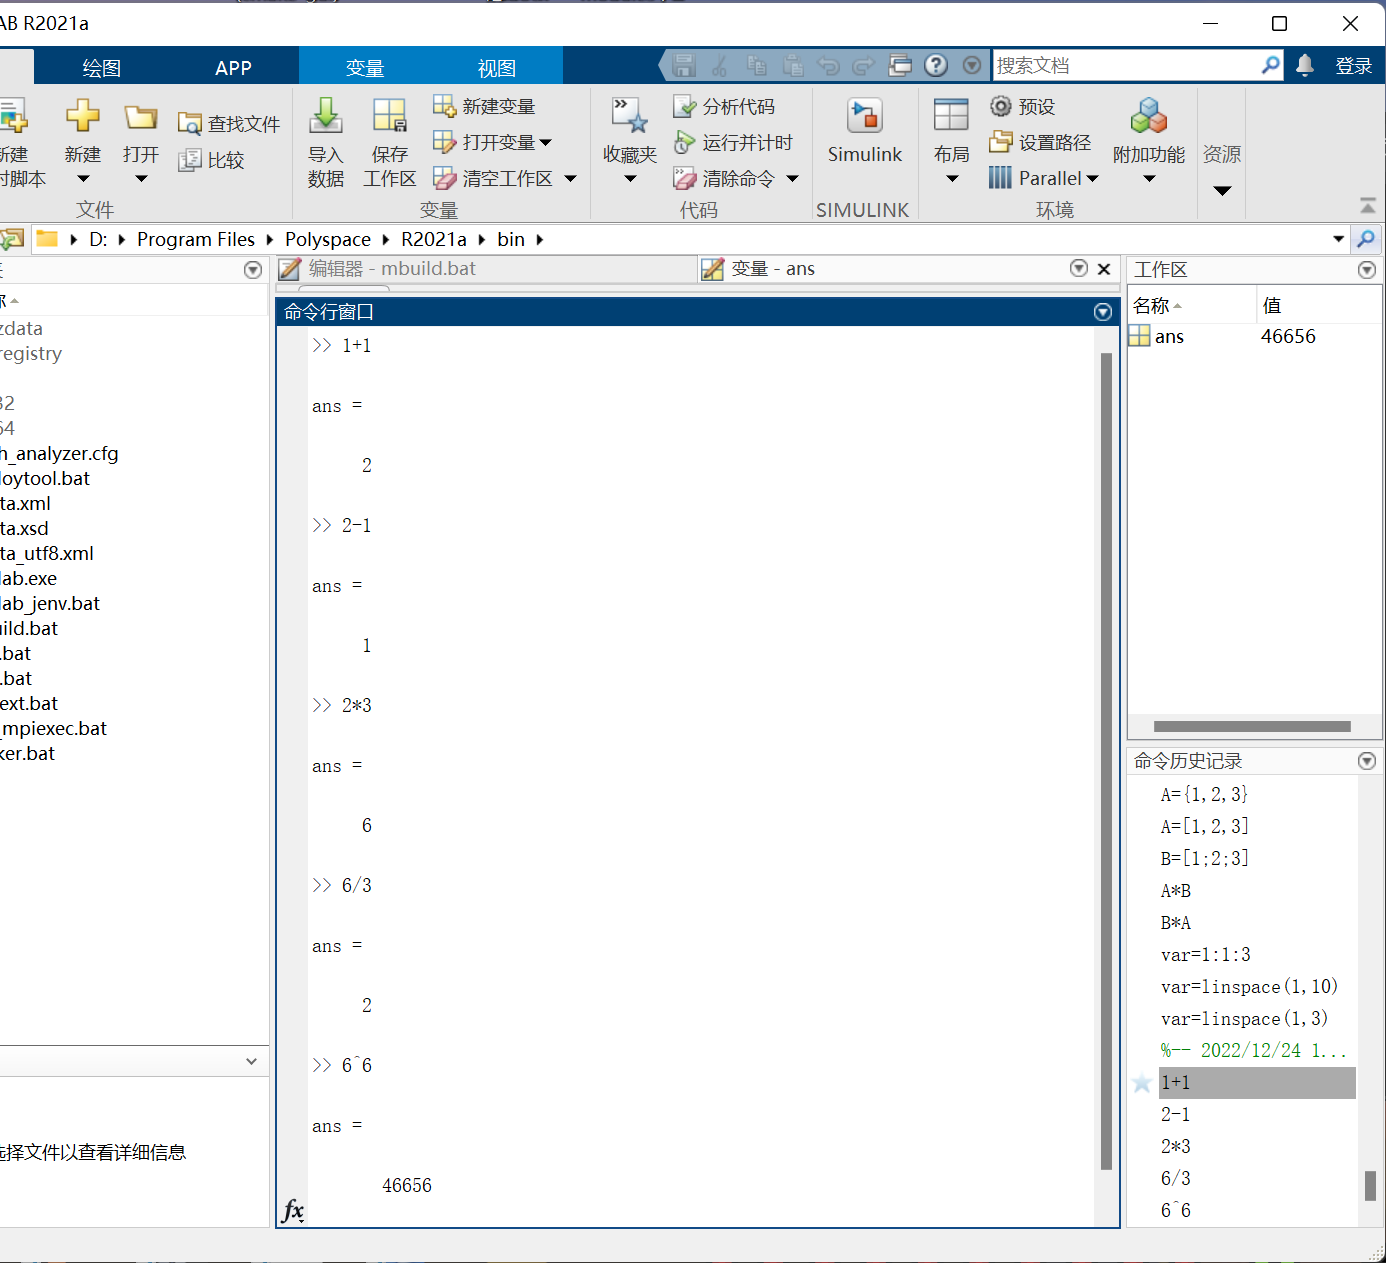 AB R2021a
绘图
APP
变量
视图
搜索文档
登录
新建
时脚本
新建
打开
查找文件
比较
文件
导入
数据
保存
工作区
新建变量
打开变量
清空工作区
变量
收藏夹
分析代码
运行并计时
清除命令
代码
Simulink
SIMULINK
布局
预设
设置路径
Parallel
环境
附加功能
资源
D: Program Files Polyspace R2021a bin
编辑器 - mbuild.bat
变量 - ans
zdata
registry
32
64
h_analyzer.cfg
loytool.bat
ta.xml
ta.xsd
ta_utf8.xml
lab.exe
lab_jenv.bat
uild.bat
.bat
.bat
ext.bat
_mpiexec.bat
ker.bat
选择文件以查看详细信息
命令行窗口
>> 1+1
ans =
2
>> 2-1
ans =
1
>> 2*3
ans =
6
>> 6/3
ans =
2
>> 6^6
ans =
46656
fx
工作区
名称 值
ans 46656
命令历史记录
A={1,2,3}
A=[1,2,3]
B=[1;2;3]
A*B
B*A
var=1:1:3
var=linspace(1,10)
var=linspace(1,3)
%-- 2022/12/24 1...
1+1
2-1
2*3
6/3
6^6